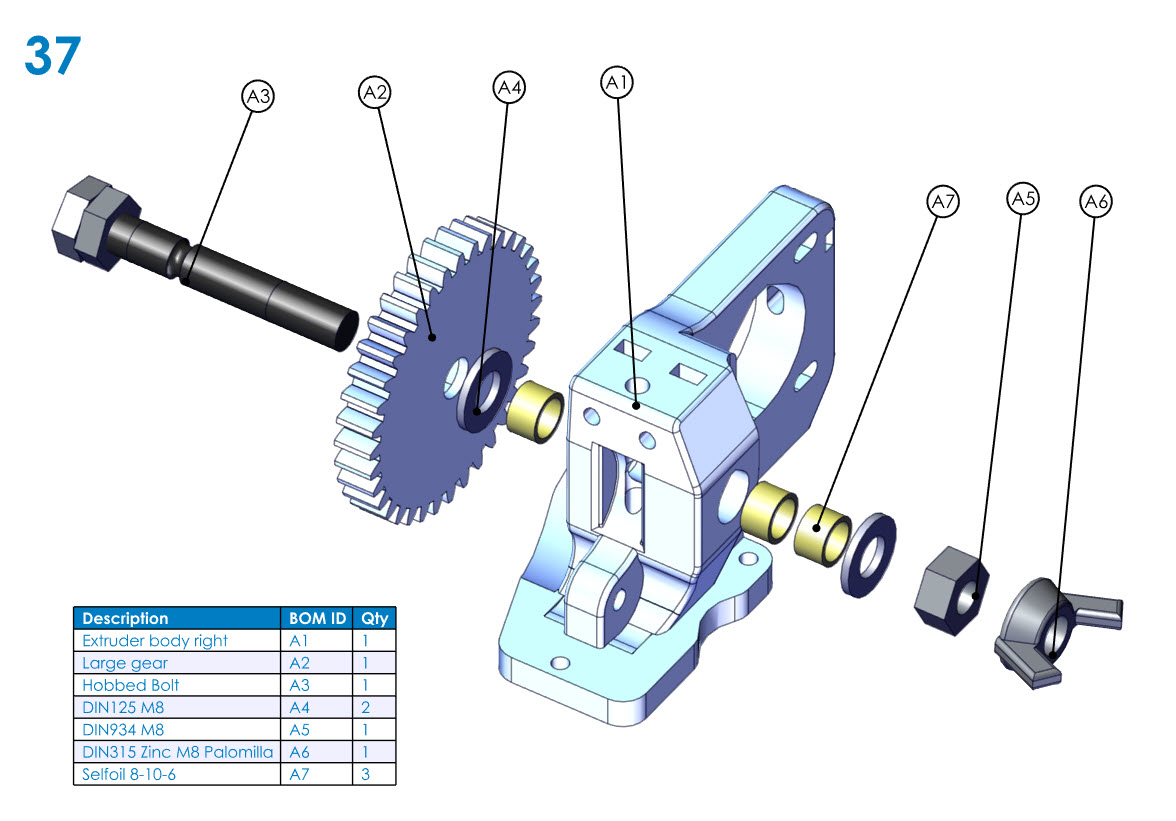 37
A3
A2
A4
A1
A7
A5
A6
Description BOM ID Qty
Extruder body right A1 1
Large gear A2 1
Hobbed Bolt A3 1
DIN125 M8 A4 2
DIN934 M8 A5 1
DIN315 Zinc M8 Palomilla A6 1
Selfoil 8-10-6 A7 3